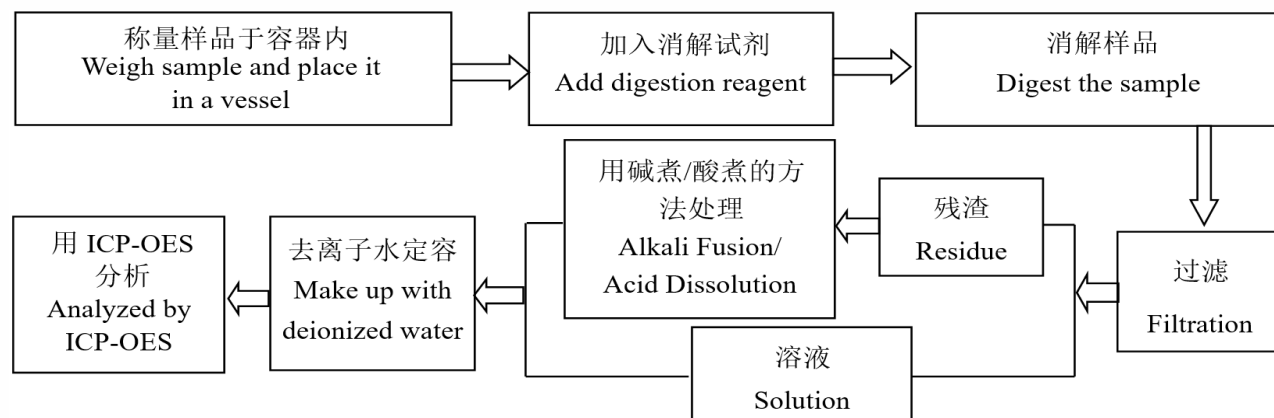 称量样品于容器内
Weigh sample and place it
in a vessel
加入消解试剂
Add digestion reagent
消解样品
Digest the sample
过滤
Filtration
残渣
Residue
用碱煮/酸煮的方
法处理
Alkali Fusion/
Acid Dissolution
溶液
Solution
去离子水定容
Make up with
deionized water
用 ICP-OES
分析
Analyzed by
ICP-OES